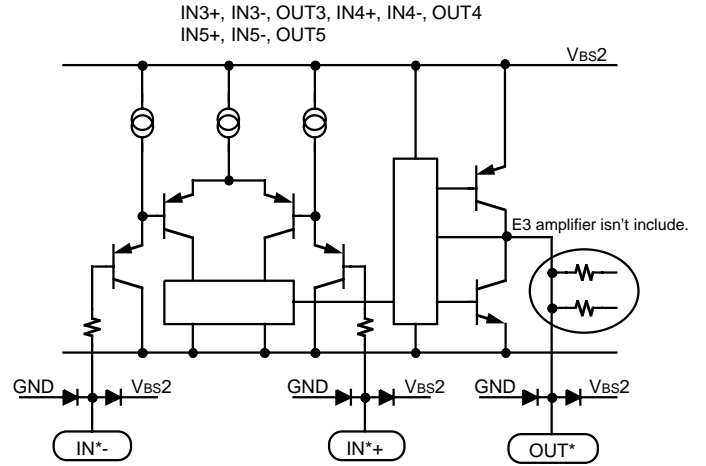 IN3+, IN3-, OUT3, IN4+, IN4-, OUT4
IN5+, IN5-, OUT5
VBS2
E3 amplifier isn't include.
GND VBS2 GND VBS2 GND VBS2
IN*- IN*+ OUT*